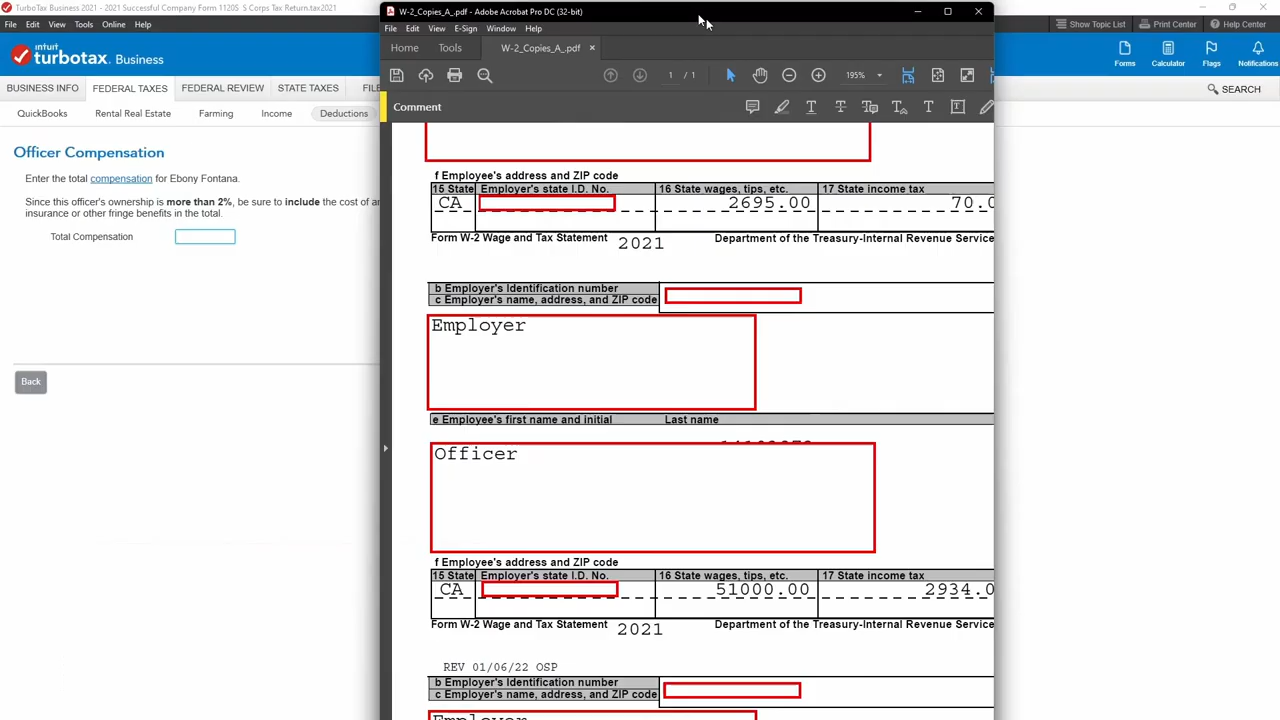 TurboTax Business 2021 - 2021 Successful Company Form 1120S S Corps Tax Return.tax2021
File Edit View Tools Online Help
Show Topic List Print Center Help Center
intuit turbotax. Business
Forms Calculator Flags Notifications
BUSINESS INFO FEDERAL TAXES FEDERAL REVIEW STATE TAXES FILE
SEARCH
QuickBooks Rental Real Estate Farming Income Deductions
Officer Compensation
Enter the total compensation for Ebony Fontana.
Since this officer's ownership is more than 2%, be sure to include the cost of an
insurance or other fringe benefits in the total.
Total Compensation
Back
W-2_Copies_A_.pdf - Adobe Acrobat Pro DC (32-bit)
File Edit View E-Sign Window Help
Home Tools W-2_Copies_A_.pdf
1 / 1 195%
Comment
f Employee's address and ZIP code
15 State Employer's state I.D. No. 16 State wages, tips, etc. 17 State income tax
CA 2695.00 70.0
Form W-2 Wage and Tax Statement 2021 Department of the Treasury-Internal Revenue Service
b Employer's Identification number
c Employer's name, address, and ZIP code
Employer
e Employee's first name and initial Last name
Officer
f Employee's address and ZIP code
15 State Employer's state I.D. No. 16 State wages, tips, etc. 17 State income tax
CA 51000.00 2934.0
Form W-2 Wage and Tax Statement 2021 Department of the Treasury-Internal Revenue Service
REV 01/06/22 OSP
b Employer's Identification number
c Employer's name, address, and ZIP code
Employer